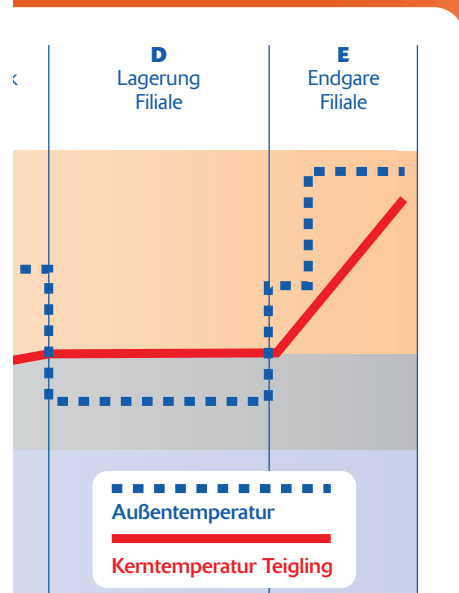 D
Lagerung
Filiale
E
Endgare
Filiale
Außentemperatur
Kerntemperatur Teigling